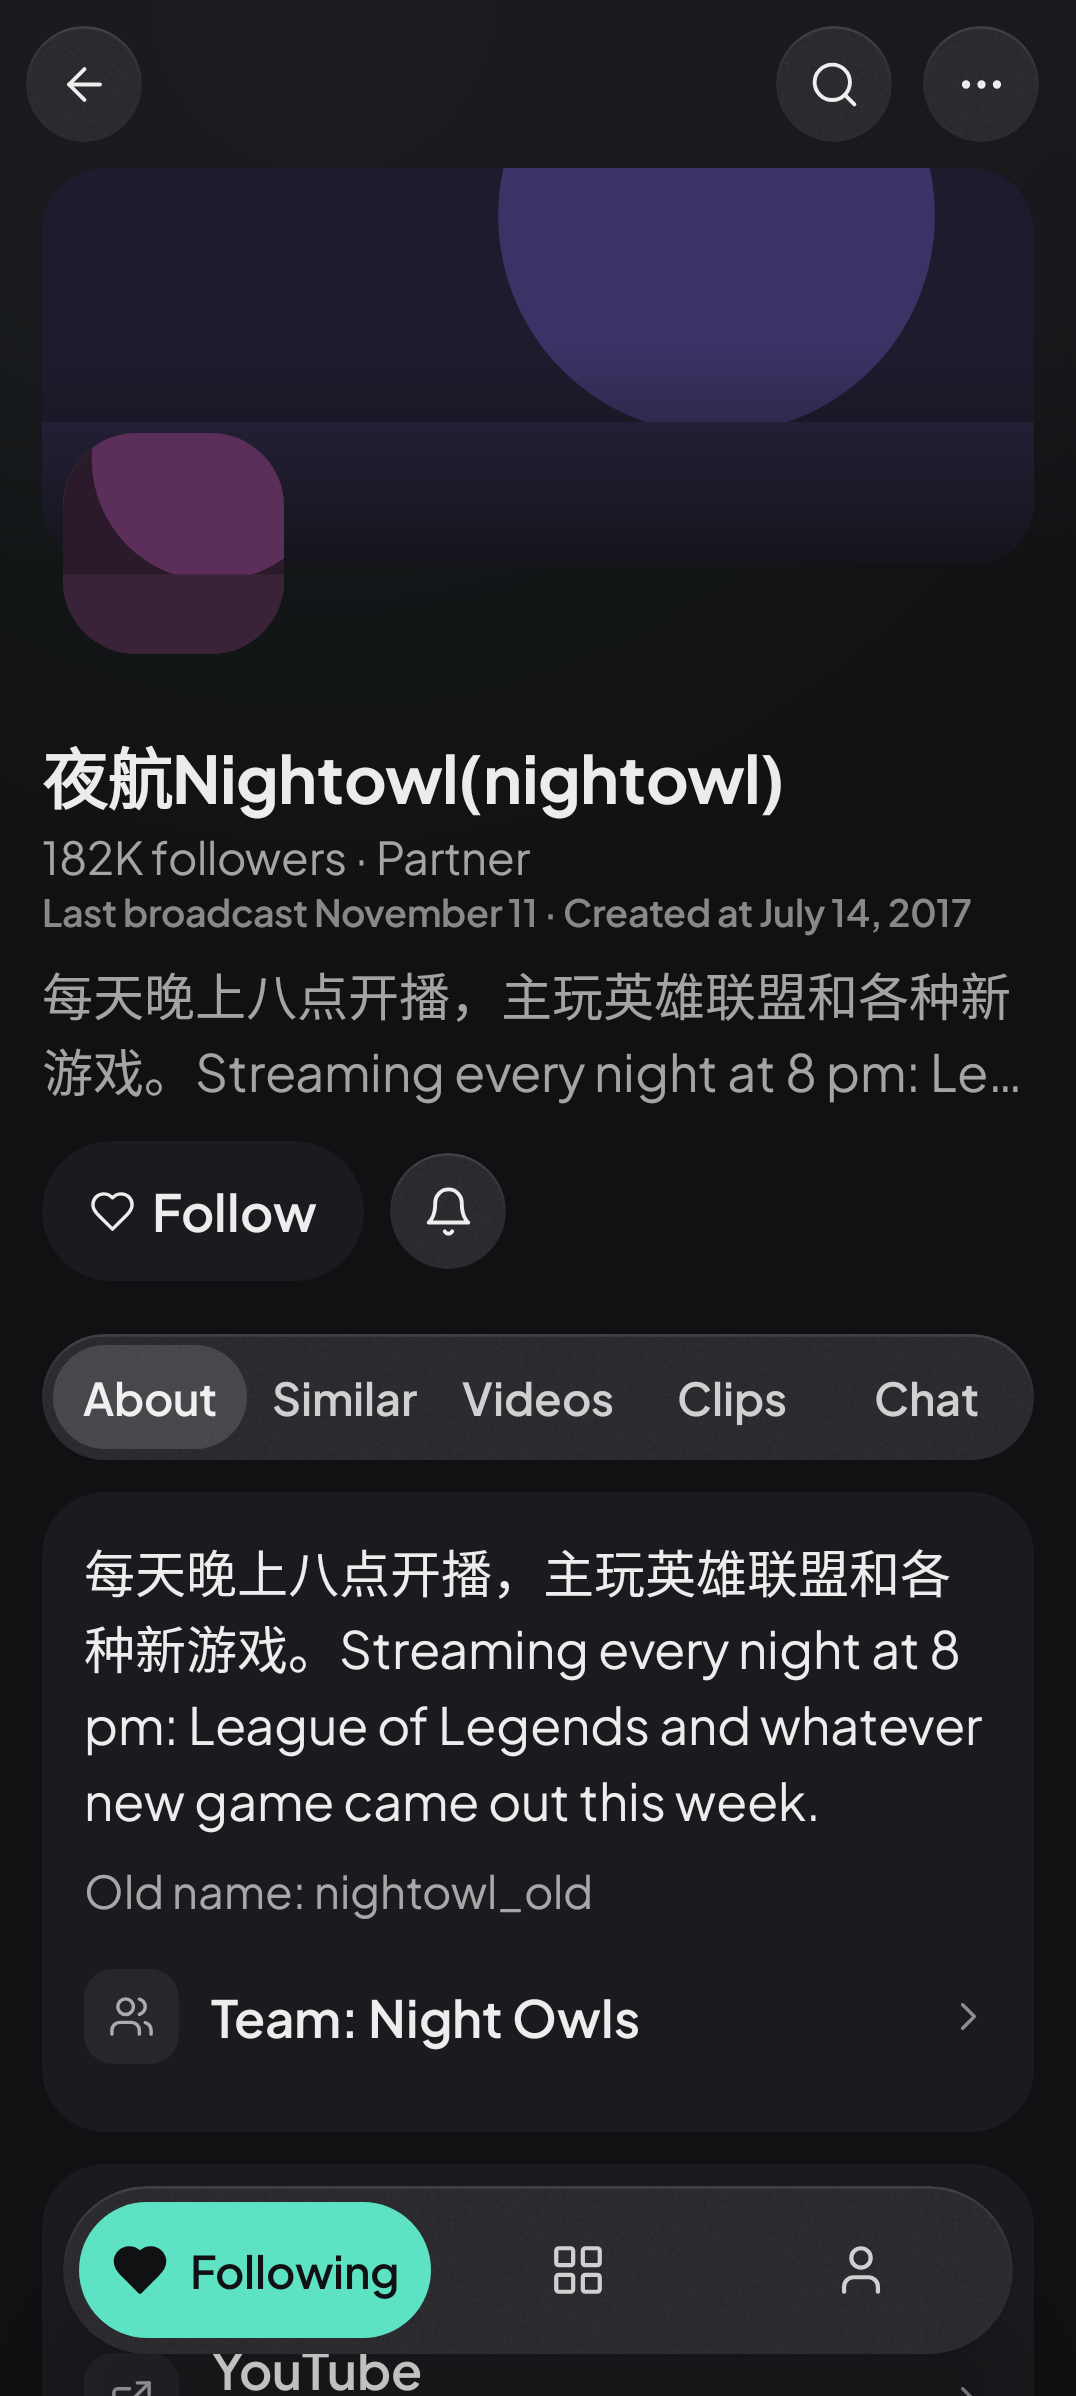 夜航Nightowl(nightowl)
182K followers · Partner
Last broadcast November 11 · Created at July 14, 2017
每天晚上八点开播，主玩英雄联盟和各种新
游戏。Streaming every night at 8 pm: Le...
Follow
About Similar Videos Clips Chat
每天晚上八点开播，主玩英雄联盟和各
种新游戏。Streaming every night at 8
pm: League of Legends and whatever
new game came out this week.
Old name: nightowl_old
Team: Night Owls
Following
YouTube